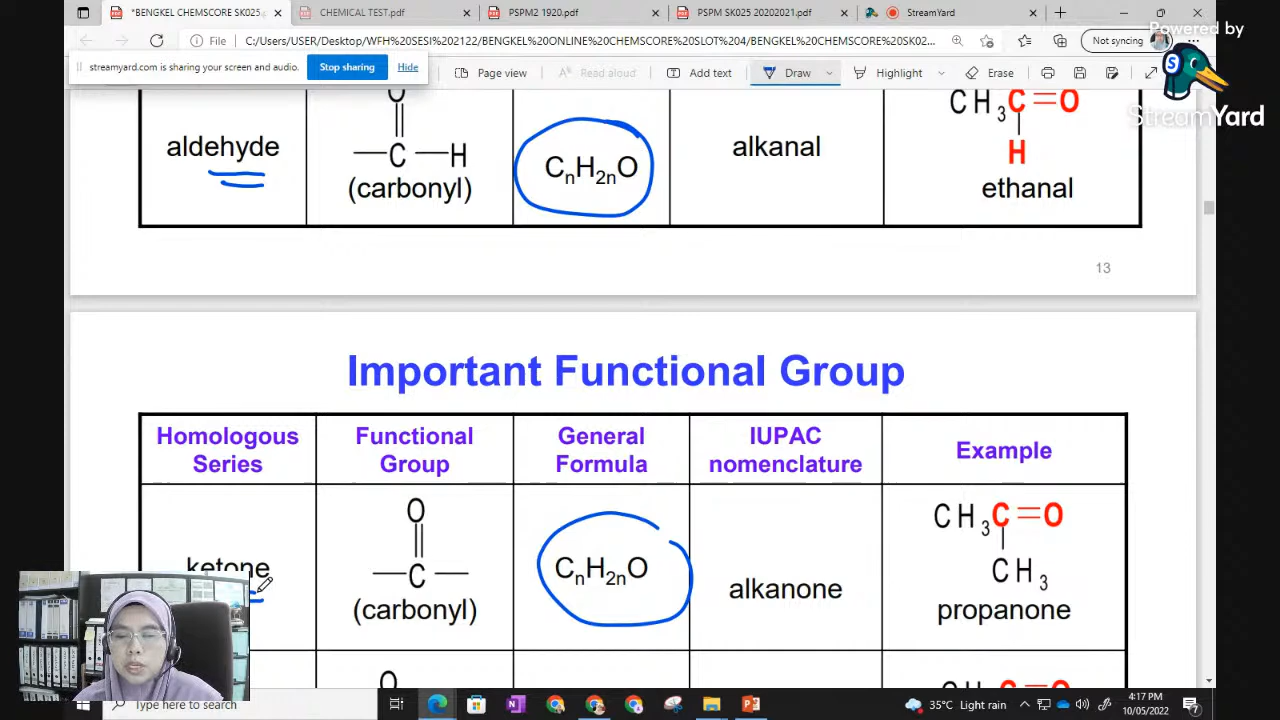 *BENGKEL CHEMSCORE SK025.
CHEMICAL TEST.pdf
PSPM2 1920.pdf
PSPM SK025 20202021.pdf
StreamYard
File
C:/Users/USER/Desktop/WFH%20SESI%
%20ONLINE%20CHEMSCORE%20SLOT%204/BENGKEL%20CHEMSCORE%20SK02...
Not syncing
Powered by
StreamYard
streamyard.com is sharing your screen and audio.
Stop sharing
Hide
Page view
Read aloud
Add text
Draw
Highlight
Erase
aldehyde
O
—C—H
(carbonyl)
CnH2nO
alkanal
CH3C=O
H
ethanal
13
Important Functional Group
Homologous Series
Functional Group
General Formula
IUPAC nomenclature
Example
ketone
O
—C—
(carbonyl)
CnH2nO
alkanone
CH3C=O
CH3
propanone
O
Type here to search
35°C Light rain
4:17 PM
10/05/2022
7